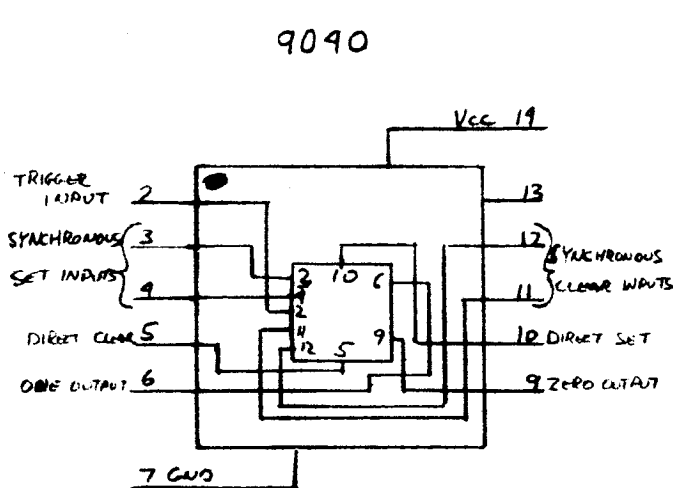 9040
Vcc 14
TRIGGER
INPUT 2
13
SYNCHRONOUS 3
SET INPUTS
4
12
SYNCHRONOUS
11 CLEAR INPUTS
DIRECT CLEAR 5
10 DIRECT SET
ONE OUTPUT 6
9 ZERO OUTPUT
7 GND
3
4
2
11
12
10
5
6
9